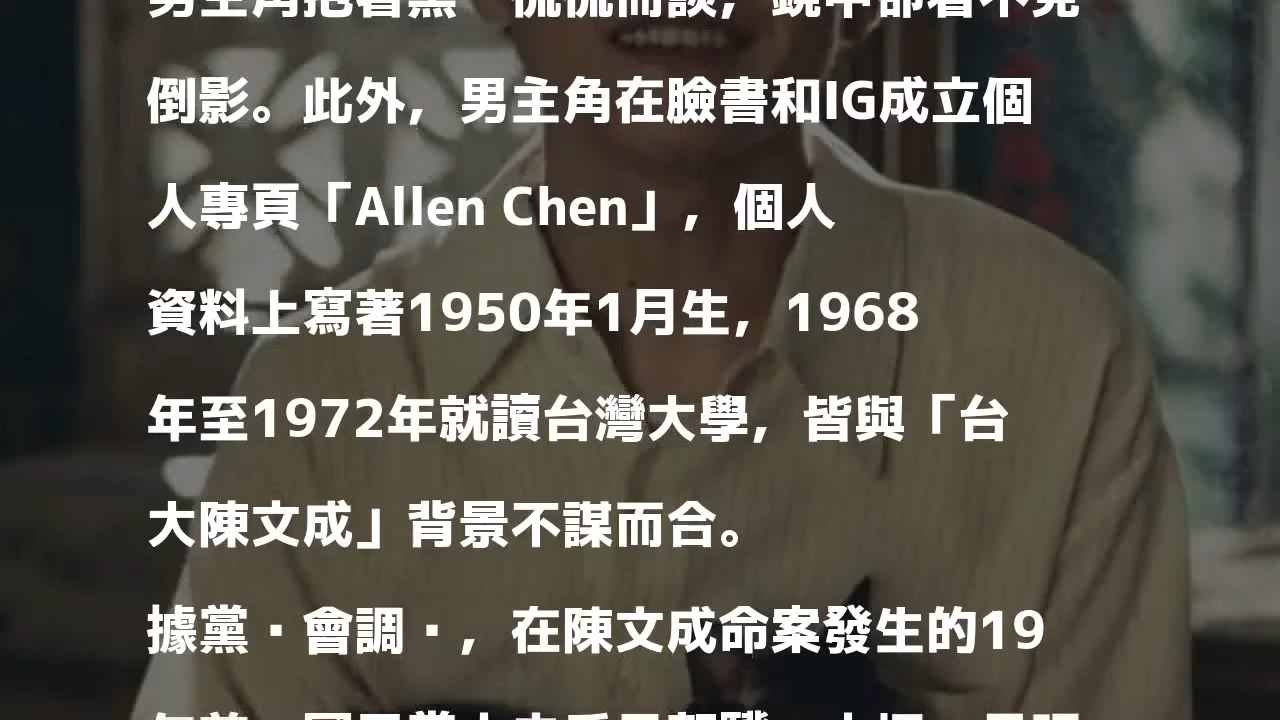 倒影。此外，男主角在臉書和IG成立個
人專頁「Allen Chen」，個人
資料上寫著1950年1月生，1968
年至1972年就讀台灣大學，皆與「台
大陳文成」背景不謀而合。
據黨·會調·，在陳文成命案發生的19